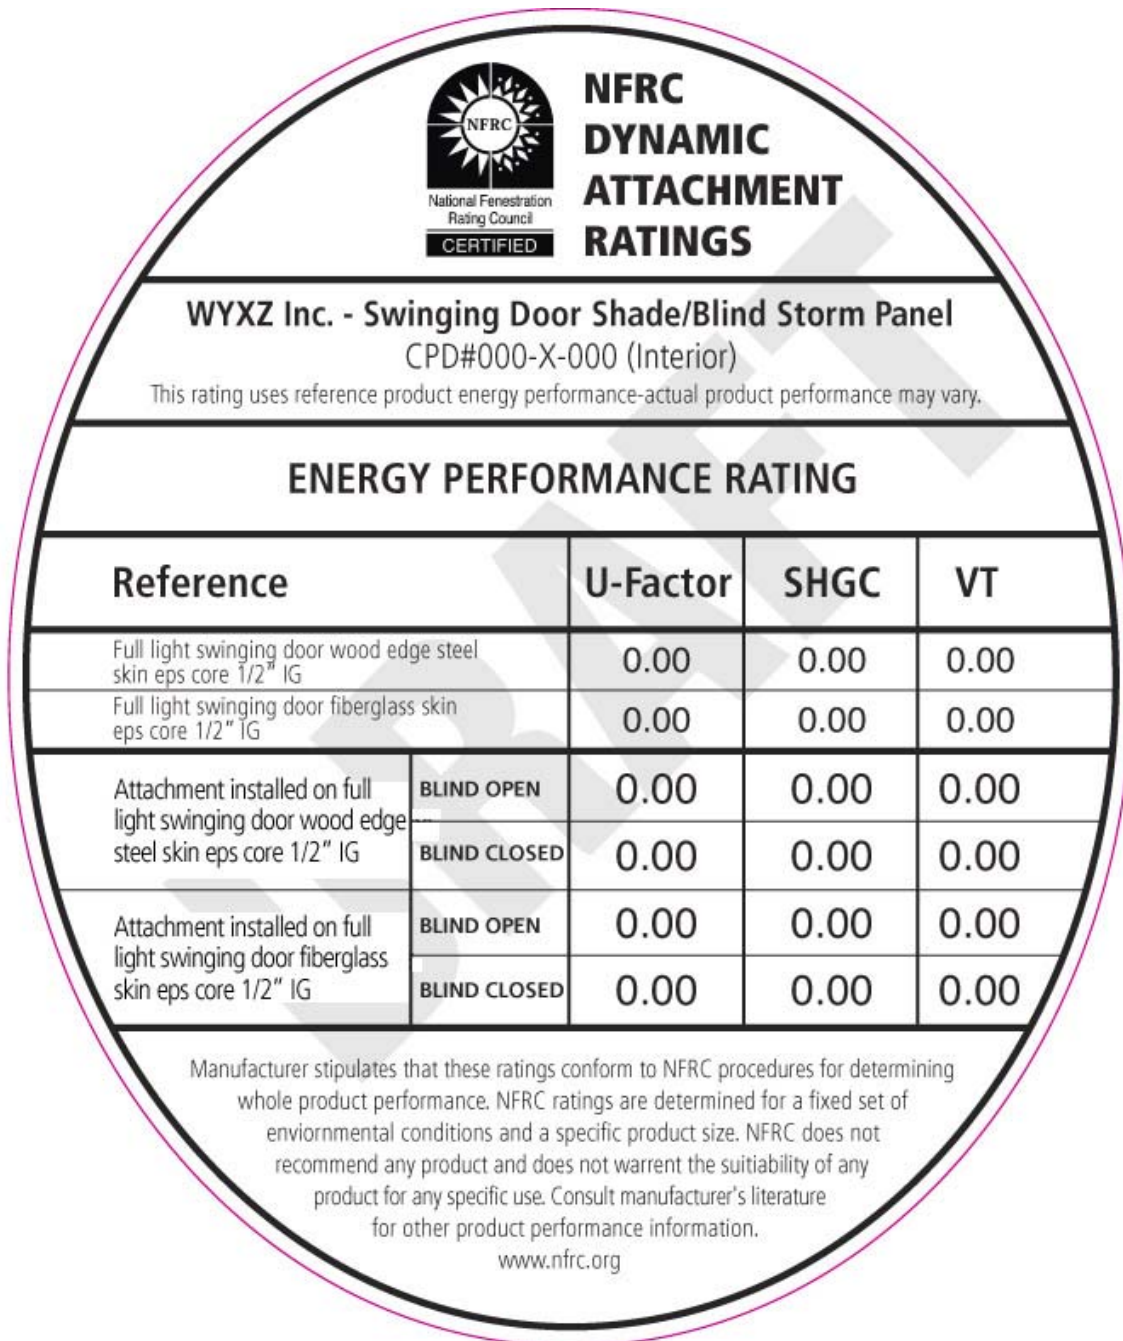 NFRC
National Fenestration
Rating Council
CERTIFIED
NFRC
DYNAMIC
ATTACHMENT
RATINGS
WYXZ Inc. - Swinging Door Shade/Blind Storm Panel
CPD#000-X-000 (Interior)
This rating uses reference product energy performance-actual product performance may vary.
ENERGY PERFORMANCE RATING
Reference U-Factor SHGC VT
Full light swinging door wood edge steel
skin eps core 1/2" IG 0.00 0.00 0.00
Full light swinging door fiberglass skin
eps core 1/2" IG 0.00 0.00 0.00
Attachment installed on full
light swinging door wood edge
steel skin eps core 1/2" IG
BLIND OPEN 0.00 0.00 0.00
BLIND CLOSED 0.00 0.00 0.00
Attachment installed on full
light swinging door fiberglass
skin eps core 1/2" IG
BLIND OPEN 0.00 0.00 0.00
BLIND CLOSED 0.00 0.00 0.00
Manufacturer stipulates that these ratings conform to NFRC procedures for determining
whole product performance. NFRC ratings are determined for a fixed set of
enviornmental conditions and a specific product size. NFRC does not
recommend any product and does not warrent the suitiability of any
product for any specific use. Consult manufacturer's literature
for other product performance information.
www.nfrc.org
DRAFT